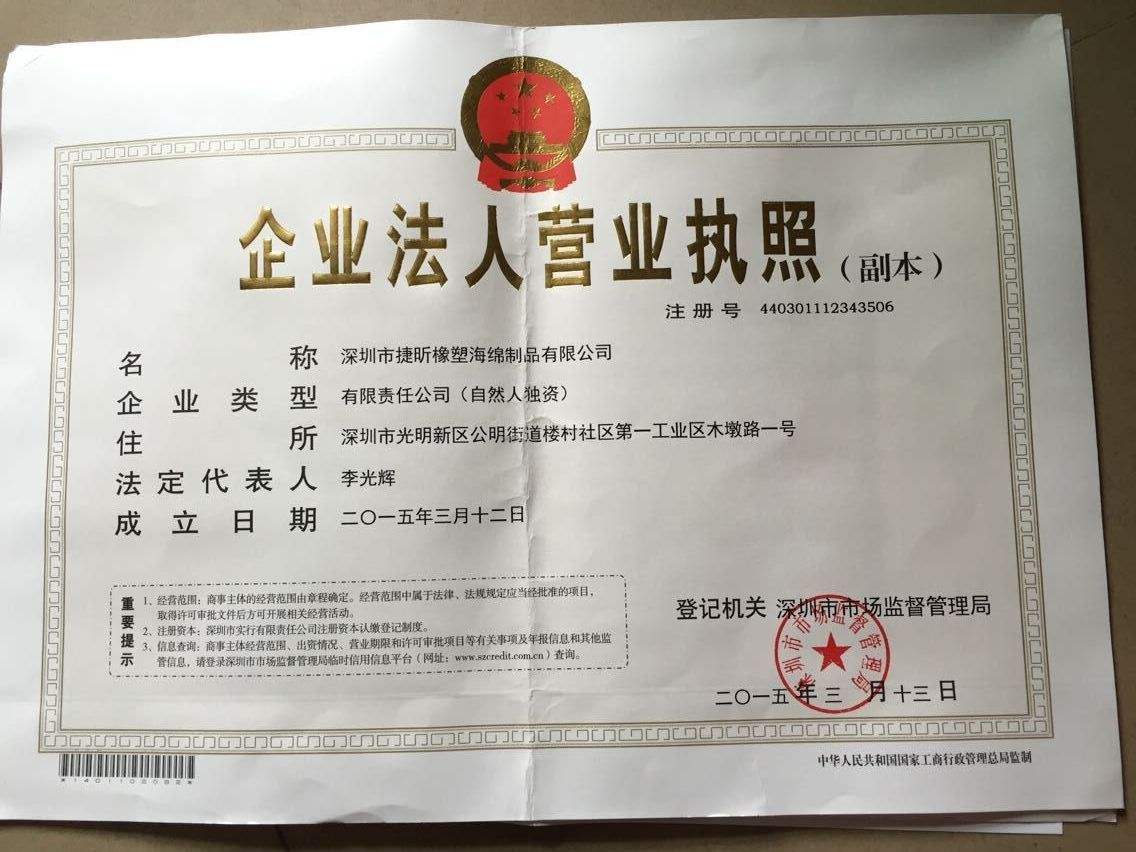 企业法人营业执照（副本）
注册号 440301112343506
名称 深圳市捷昕橡塑海绵制品有限公司
企业类型 有限责任公司（自然人独资）
住所 深圳市光明新区公明街道楼村社区第一工业区木墩路一号
法定代表人 李光辉
成立日期 二〇一五年三月十二日
重要提示
1、经营范围：商事主体的经营范围由章程确定。经营范围中属于法律、法规规定应当经批准的项目，
取得许可审批文件后方可开展相关经营活动。
2、注册资本：深圳市实行有限责任公司注册资本认缴登记制度。
3、信息查询：商事主体经营范围、出资情况、营业期限和许可审批项目等有关事项及年报信息和其他监
管信息，请登录深圳市市场监督管理局临时信用信息平台（网址：www.szcredit.com.cn）查询。
登记机关 深圳市市场监督管理局
深圳市市场监督管理局
二〇一五年三月十三日
中华人民共和国国家工商行政管理总局监制